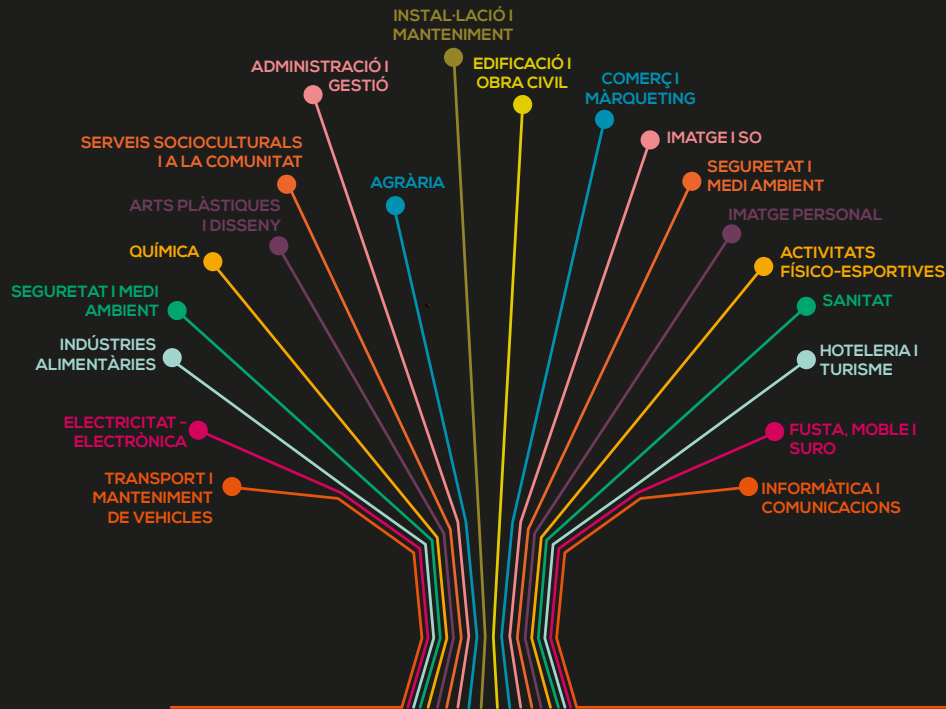 INSTAL·LACIÓ I
MANTENIMENT
EDIFICACIÓ I
OBRA CIVIL
ADMINISTRACIÓ I
GESTIÓ
COMERÇ I
MÀRQUETING
IMATGE I SO
SERVEIS SOCIOCULTURALS
I A LA COMUNITAT
AGRÀRIA
SEGURETAT I
MEDI AMBIENT
ARTS PLÀSTIQUES
I DISSENY
IMATGE PERSONAL
QUÍMICA
ACTIVITATS
FÍSICO-ESPORTIVES
SEGURETAT I MEDI
AMBIENT
SANITAT
INDÚSTRIES
ALIMENTÀRIES
HOTELERIA I
TURISME
ELECTRICITAT -
ELECTRÒNICA
FUSTA, MOBLE I
SURO
TRANSPORT I
MANTENIMENT
DE VEHICLES
INFORMÀTICA I
COMUNICACIONS